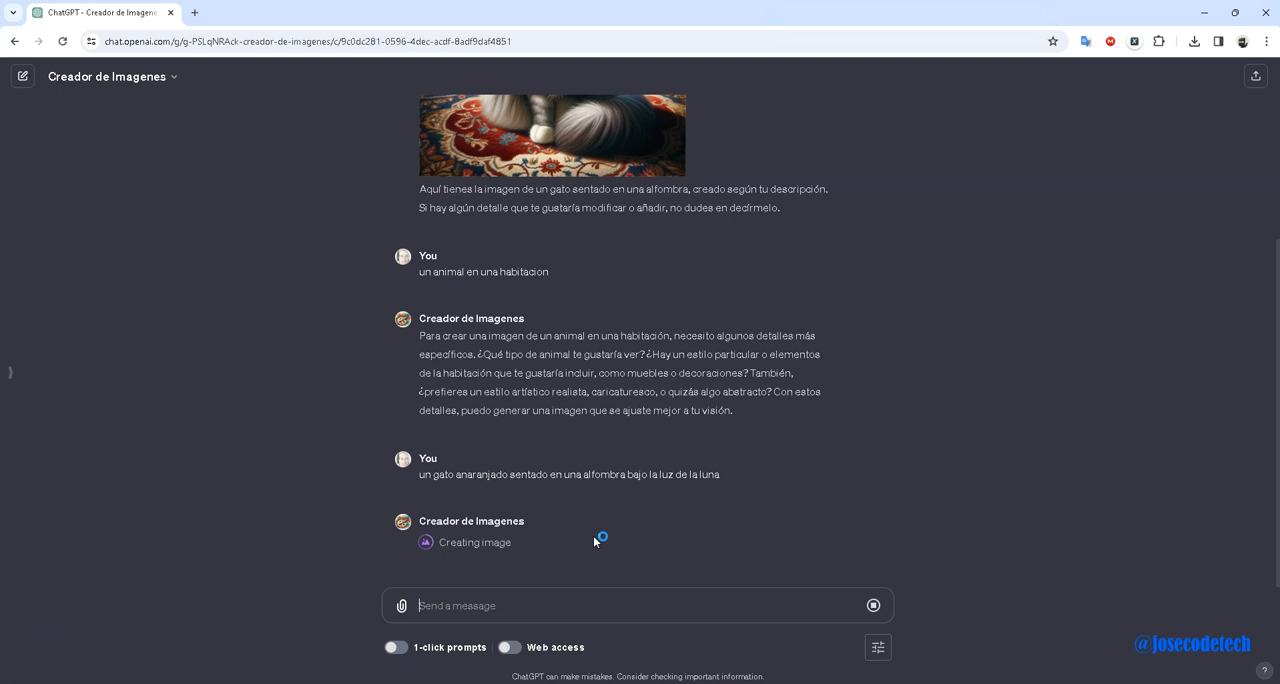 ChatGPT - Creador de Imagene
chat.openai.com/g/g-PSLqNRAck-creador-de-imagenes/c/9c0dc281-0596-4dec-acdf-8adf9daf4851
Creador de Imagenes
Aquí tienes la imagen de un gato sentado en una alfombra, creado según tu descripción.
Si hay algún detalle que te gustaría modificar o añadir, no dudes en decírmelo.
You
un animal en una habitacion
Creador de Imagenes
Para crear una imagen de un animal en una habitación, necesito algunos detalles más
específicos. ¿Qué tipo de animal te gustaría ver? ¿Hay un estilo particular o elementos
de la habitación que te gustaría incluir, como muebles o decoraciones? También,
¿prefieres un estilo artístico realista, caricaturesco, o quizás algo abstracto? Con estos
detalles, puedo generar una imagen que se ajuste mejor a tu visión.
You
un gato anaranjado sentado en una alfombra bajo la luz de la luna
Creador de Imagenes
Creating image
Send a message
1-click prompts
Web access
@josecodetech
ChatGPT can make mistakes. Consider checking important information.
?